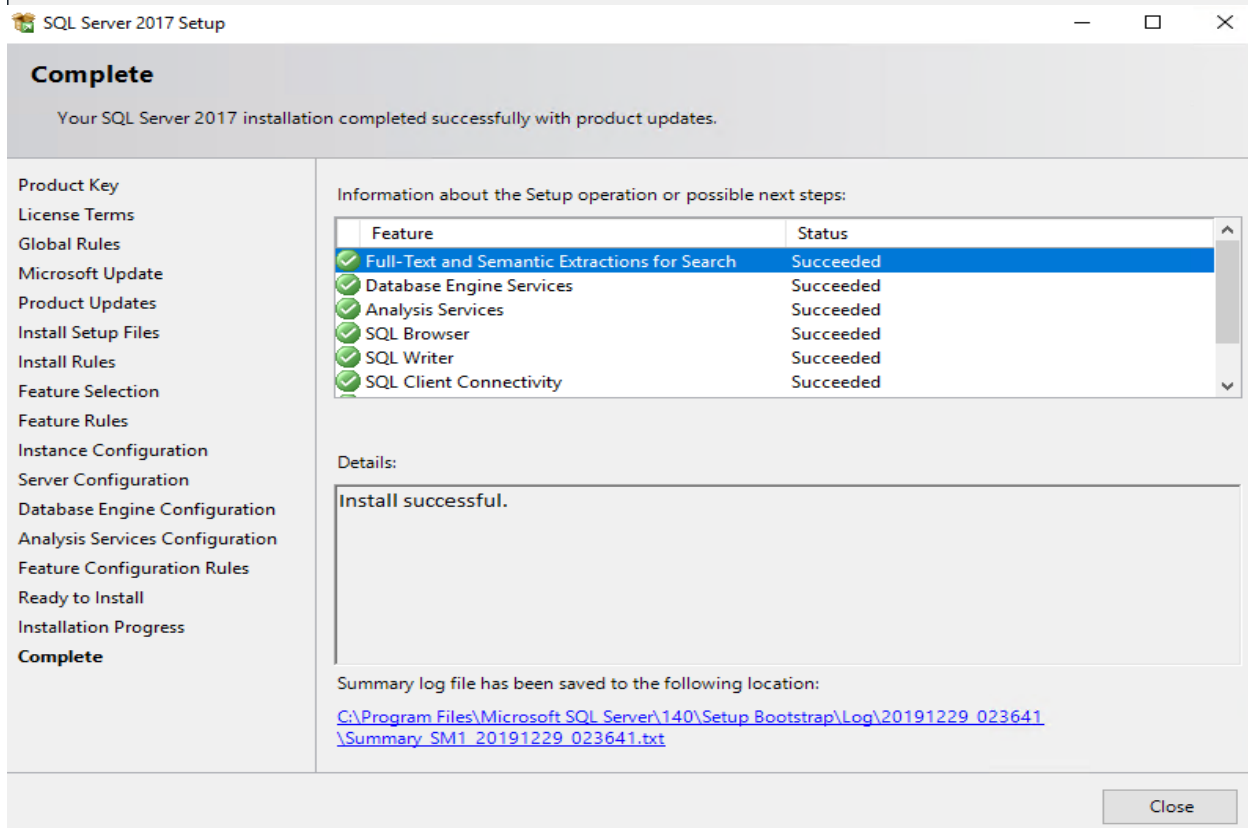 SQL Server 2017 Setup
Complete
Your SQL Server 2017 installation completed successfully with product updates.
Product Key
License Terms
Global Rules
Microsoft Update
Product Updates
Install Setup Files
Install Rules
Feature Selection
Feature Rules
Instance Configuration
Server Configuration
Database Engine Configuration
Analysis Services Configuration
Feature Configuration Rules
Ready to Install
Installation Progress
Complete
Information about the Setup operation or possible next steps:
Feature Status
Full-Text and Semantic Extractions for Search Succeeded
Database Engine Services Succeeded
Analysis Services Succeeded
SQL Browser Succeeded
SQL Writer Succeeded
SQL Client Connectivity Succeeded
Details:
Install successful.
Summary log file has been saved to the following location:
C:\Program Files\Microsoft SQL Server\140\Setup Bootstrap\Log\20191229_023641
\Summary_SM1_20191229_023641.txt
Close